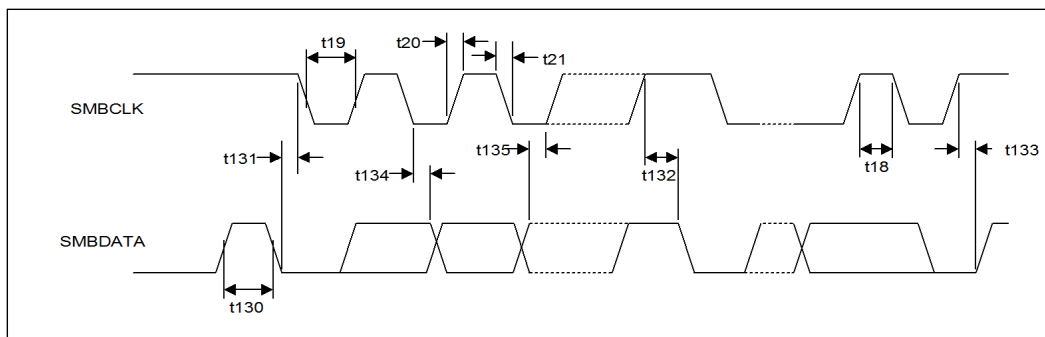 t19
t20
t21
SMBCLK
t131
t135
t18
t133
t134
t132
SMBDATA
t130